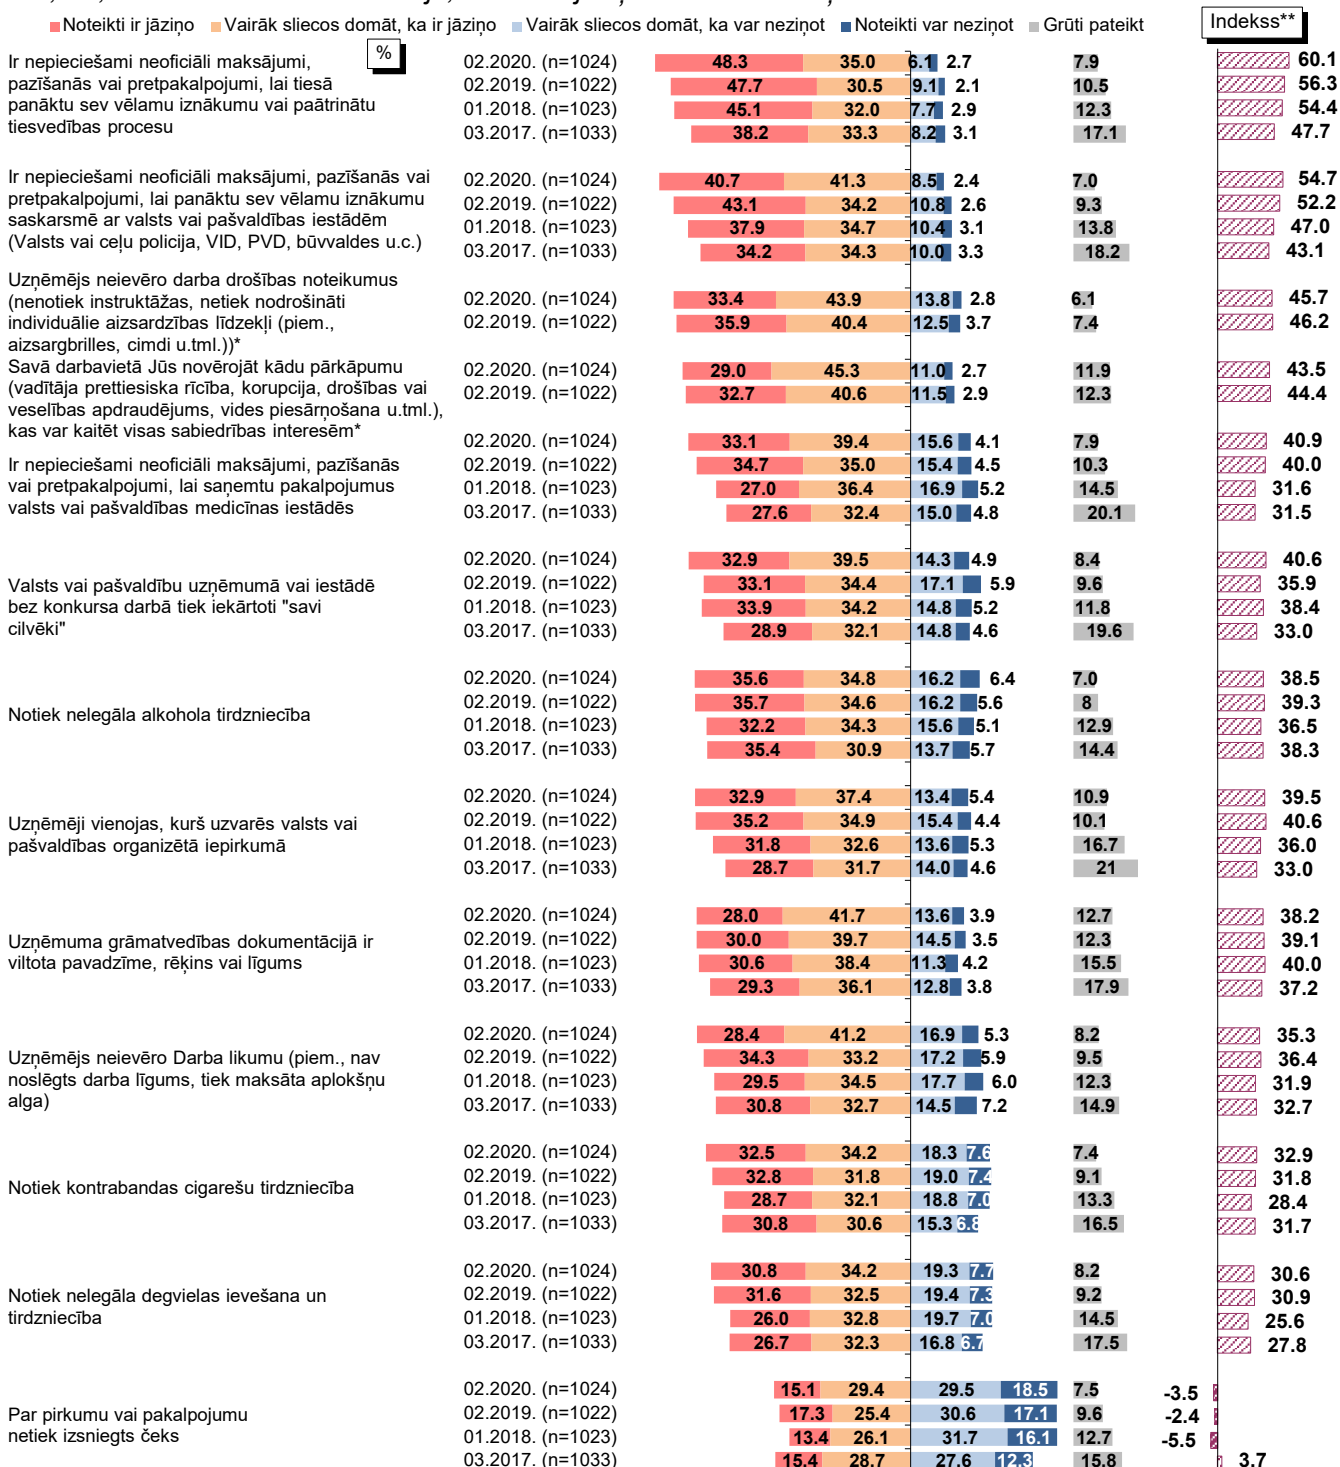 Noteikti ir jāziņo Vairāk sliecos domāt, ka ir jāziņo Vairāk sliecos domāt, ka var neziņot Noteikti var neziņot Grūti pateikt Indekss**
%
Ir nepieciešami neoficiāli maksājumi,
pazīšanās vai pretpakalpojumi, lai tiesā
panāktu sev vēlamu iznākumu vai paātrinātu
tiesvedības procesu
02.2020. (n=1024) 48.3 35.0 6.1 2.7 7.9 60.1
02.2019. (n=1022) 47.7 30.5 9.1 2.1 10.5 56.3
01.2018. (n=1023) 45.1 32.0 7.7 2.9 12.3 54.4
03.2017. (n=1033) 38.2 33.3 8.2 3.1 17.1 47.7
Ir nepieciešami neoficiāli maksājumi, pazīšanās vai
pretpakalpojumi, lai panāktu sev vēlamu iznākumu
saskarsmē ar valsts vai pašvaldības iestādēm
(Valsts vai ceļu policija, VID, PVD, būvvaldes u.c.)
02.2020. (n=1024) 40.7 41.3 8.5 2.4 7.0 54.7
02.2019. (n=1022) 43.1 34.2 10.8 2.6 9.3 52.2
01.2018. (n=1023) 37.9 34.7 10.4 3.1 13.8 47.0
03.2017. (n=1033) 34.2 34.3 10.0 3.3 18.2 43.1
Uzņēmējs neievēro darba drošības noteikumus
(nenotiek instruktāžas, netiek nodrošināti
individuālie aizsardzības līdzekļi (piem.,
aizsargbrilles, cimdi u.tml.))*
02.2020. (n=1024) 33.4 43.9 13.8 2.8 6.1 45.7
02.2019. (n=1022) 35.9 40.4 12.5 3.7 7.4 46.2
Savā darbavietā Jūs novērojāt kādu pārkāpumu
(vadītāja prettiesiska rīcība, korupcija, drošības vai
veselības apdraudējums, vides piesārņošana u.tml.),
kas var kaitēt visas sabiedrības interesēm*
02.2020. (n=1024) 29.0 45.3 11.0 2.7 11.9 43.5
02.2019. (n=1022) 32.7 40.6 11.5 2.9 12.3 44.4
Ir nepieciešami neoficiāli maksājumi, pazīšanās
vai pretpakalpojumi, lai saņemtu pakalpojumus
valsts vai pašvaldības medicīnas iestādēs
02.2020. (n=1024) 33.1 39.4 15.6 4.1 7.9 40.9
02.2019. (n=1022) 34.7 35.0 15.4 4.5 10.3 40.0
01.2018. (n=1023) 27.0 36.4 16.9 5.2 14.5 31.6
03.2017. (n=1033) 27.6 32.4 15.0 4.8 20.1 31.5
Valsts vai pašvaldību uzņēmumā vai iestādē
bez konkursa darbā tiek iekārtoti "savi
cilvēki"
02.2020. (n=1024) 32.9 39.5 14.3 4.9 8.4 40.6
02.2019. (n=1022) 33.1 34.4 17.1 5.9 9.6 35.9
01.2018. (n=1023) 33.9 34.2 14.8 5.2 11.8 38.4
03.2017. (n=1033) 28.9 32.1 14.8 4.6 19.6 33.0
Notiek nelegāla alkohola tirdzniecība
02.2020. (n=1024) 35.6 34.8 16.2 6.4 7.0 38.5
02.2019. (n=1022) 35.7 34.6 16.2 5.6 8 39.3
01.2018. (n=1023) 32.2 34.3 15.6 5.1 12.9 36.5
03.2017. (n=1033) 35.4 30.9 13.7 5.7 14.4 38.3
Uzņēmēji vienojas, kurš uzvarēs valsts vai
pašvaldības organizētā iepirkumā
02.2020. (n=1024) 32.9 37.4 13.4 5.4 10.9 39.5
02.2019. (n=1022) 35.2 34.9 15.4 4.4 10.1 40.6
01.2018. (n=1023) 31.8 32.6 13.6 5.3 16.7 36.0
03.2017. (n=1033) 28.7 31.7 14.0 4.6 21 33.0
Uzņēmuma grāmatvedības dokumentācijā ir
viltota pavadzīme, rēķins vai līgums
02.2020. (n=1024) 28.0 41.7 13.6 3.9 12.7 38.2
02.2019. (n=1022) 30.0 39.7 14.5 3.5 12.3 39.1
01.2018. (n=1023) 30.6 38.4 11.3 4.2 15.5 40.0
03.2017. (n=1033) 29.3 36.1 12.8 3.8 17.9 37.2
Uzņēmējs neievēro Darba likumu (piem., nav
noslēgts darba līgums, tiek maksāta aplokšņu
alga)
02.2020. (n=1024) 28.4 41.2 16.9 5.3 8.2 35.3
02.2019. (n=1022) 34.3 33.2 17.2 5.9 9.5 36.4
01.2018. (n=1023) 29.5 34.5 17.7 6.0 12.3 31.9
03.2017. (n=1033) 30.8 32.7 14.5 7.2 14.9 32.7
Notiek kontrabandas cigarešu tirdzniecība
02.2020. (n=1024) 32.5 34.2 18.3 7.6 7.4 32.9
02.2019. (n=1022) 32.8 31.8 19.0 7.4 9.1 31.8
01.2018. (n=1023) 28.7 32.1 18.8 7.0 13.3 28.4
03.2017. (n=1033) 30.8 30.6 15.3 6.8 16.5 31.7
Notiek nelegāla degvielas ievešana un
tirdzniecība
02.2020. (n=1024) 30.8 34.2 19.3 7.7 8.2 30.6
02.2019. (n=1022) 31.6 32.5 19.4 7.3 9.2 30.9
01.2018. (n=1023) 26.0 32.8 19.7 7.0 14.5 25.6
03.2017. (n=1033) 26.7 32.3 16.8 6.7 17.5 27.8
Par pirkumu vai pakalpojumu
netiek izsniegts čeks
02.2020. (n=1024) 15.1 29.4 29.5 18.5 7.5 -3.5
02.2019. (n=1022) 17.3 25.4 30.6 17.1 9.6 -2.4
01.2018. (n=1023) 13.4 26.1 31.7 16.1 12.7 -5.5
03.2017. (n=1033) 15.4 28.7 27.6 12.3 15.8 3.7